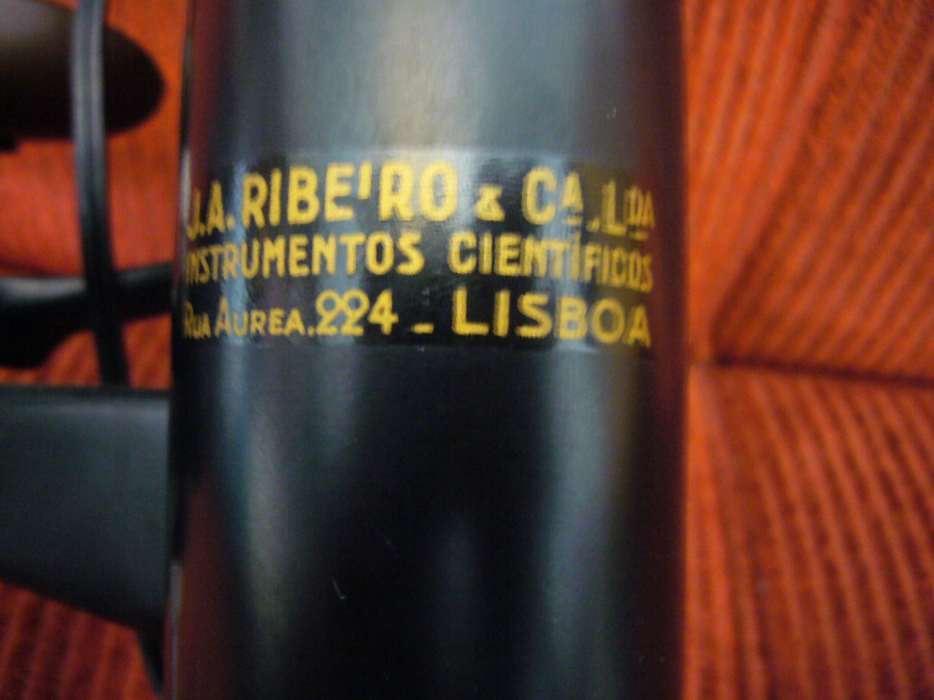 J.A. RIBEIRO & Cª., LDA
INSTRUMENTOS CIENTÍFICOS
RUA AUREA. 224 - LISBOA